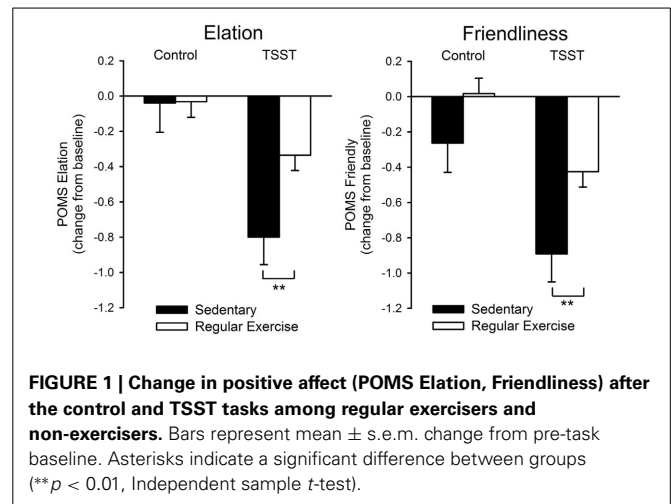 Elation
Control TSST
0.2
0.0
-0.2
-0.4
-0.6
-0.8
-1.0
-1.2
POMS Elation
(change from baseline)
**
Sedentary
Regular Exercise
Friendliness
Control TSST
0.2
0.0
-0.2
-0.4
-0.6
-0.8
-1.0
-1.2
POMS Friendly
(change from baseline)
**
Sedentary
Regular Exercise
FIGURE 1 | Change in positive affect (POMS Elation, Friendliness) after
the control and TSST tasks among regular exercisers and
non-exercisers. Bars represent mean ± s.e.m. change from pre-task
baseline. Asterisks indicate a significant difference between groups
(**p < 0.01, Independent sample t-test).